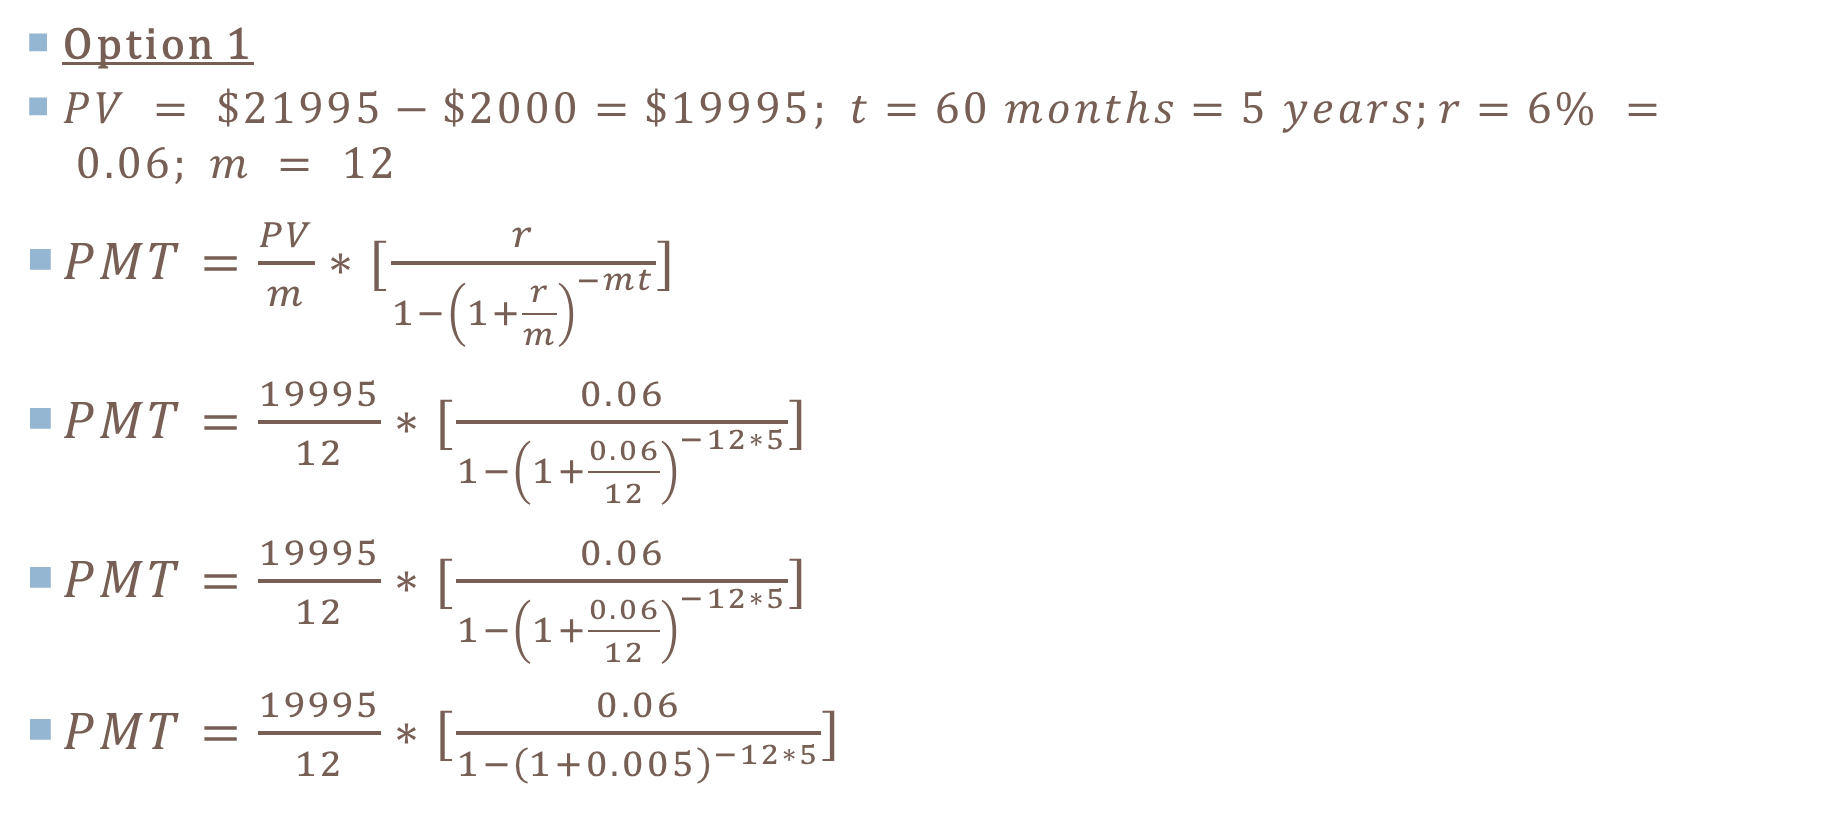 Option 1
PV = $21995 − $2000 = $19995; t = 60 months = 5 years; r = 6% =
0.06; m = 12
PMT = PV/m * [r/(1−(1+r/m)^(−mt))]
PMT = 19995/12 * [0.06/(1−(1+0.06/12)^(−12*5))]
PMT = 19995/12 * [0.06/(1−(1+0.06/12)^(−12*5))]
PMT = 19995/12 * [0.06/(1−(1+0.005)^(−12*5))]